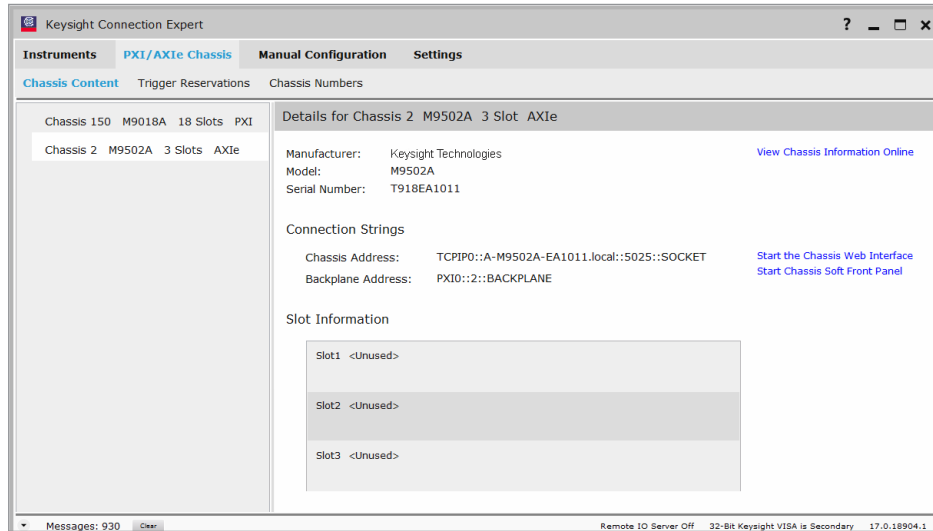 Keysight Connection Expert
Instruments PXI/AXIe Chassis Manual Configuration Settings
Chassis Content Trigger Reservations Chassis Numbers
Chassis 150 M9018A 18 Slots PXI
Chassis 2 M9502A 3 Slots AXIe
Details for Chassis 2 M9502A 3 Slot AXIe
Manufacturer: Keysight Technologies
View Chassis Information Online
Model: M9502A
Serial Number: T918EA1011
Connection Strings
Chassis Address: TCPIP0::A-M9502A-EA1011.local::5025::SOCKET
Start the Chassis Web Interface
Backplane Address: PXI0::2::BACKPLANE
Start Chassis Soft Front Panel
Slot Information
Slot1 <Unused>
Slot2 <Unused>
Slot3 <Unused>
Messages: 930 Clear
Remote IO Server Off 32-Bit Keysight VISA is Secondary 17.0.18904.1